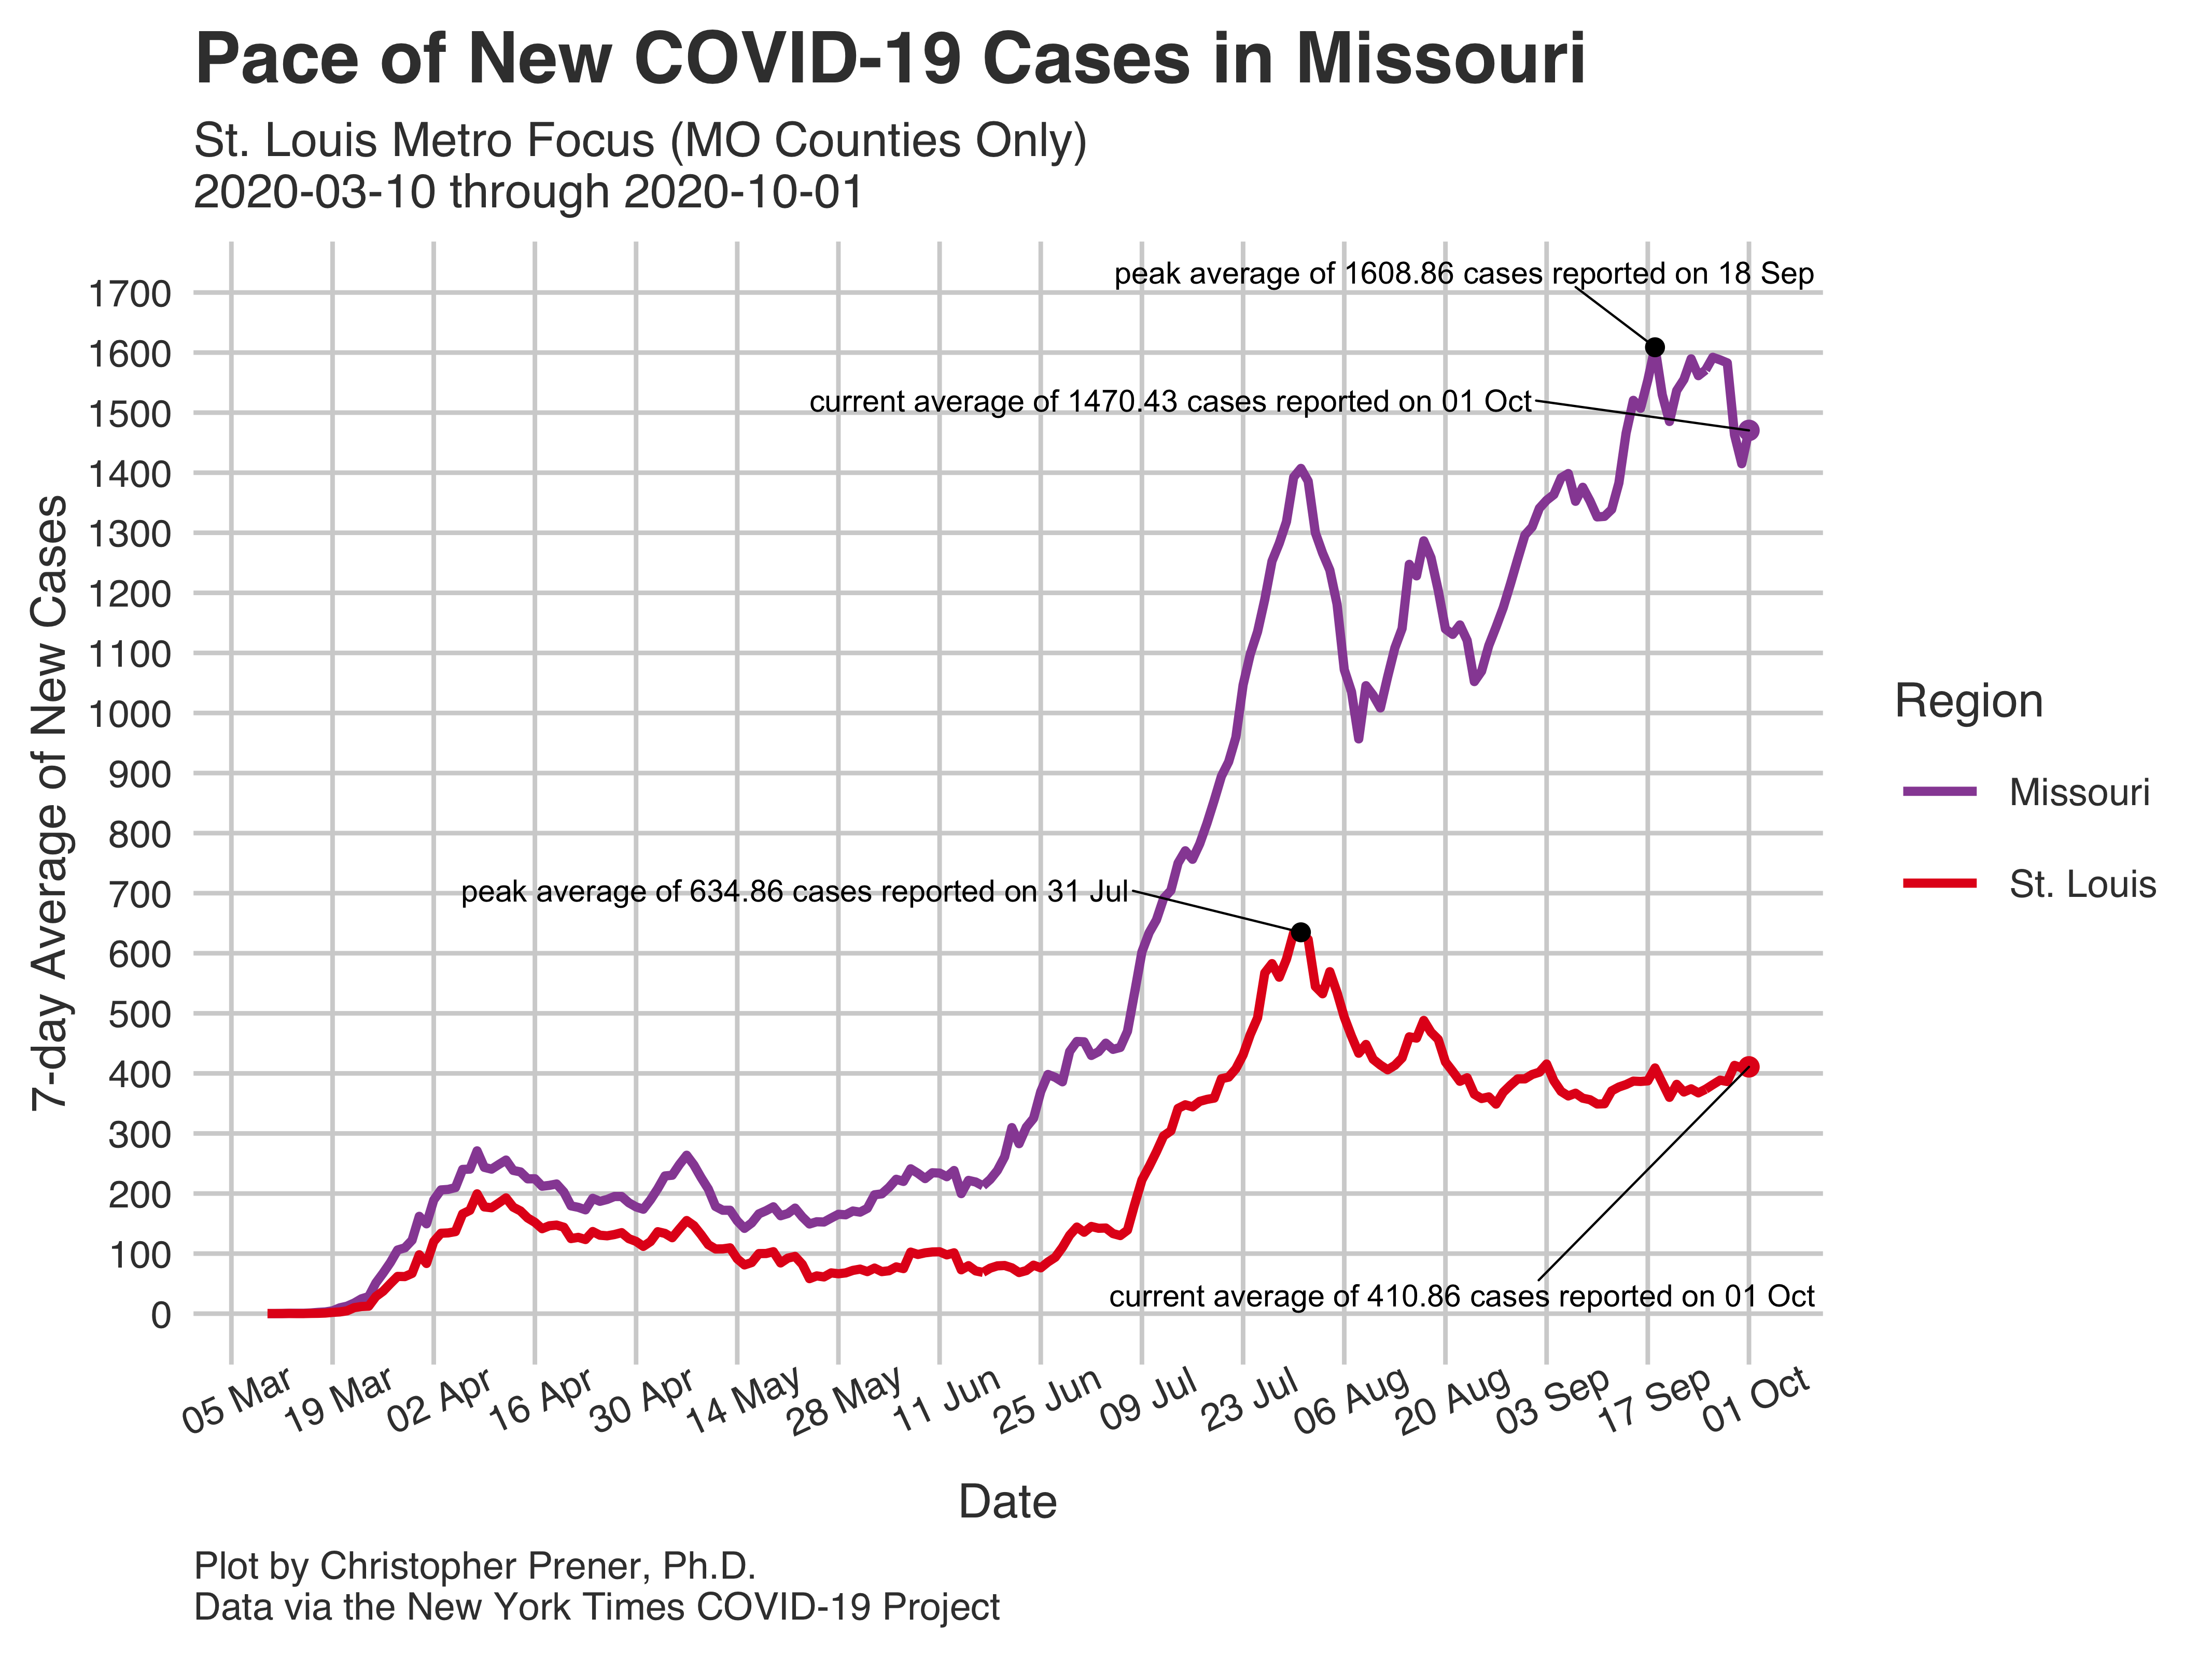 Pace of New COVID-19 Cases in Missouri
St. Louis Metro Focus (MO Counties Only)
2020-03-10 through 2020-10-01
7-day Average of New Cases
1700
1600
1500
1400
1300
1200
1100
1000
900
800
700
600
500
400
300
200
100
0
peak average of 1608.86 cases reported on 18 Sep
current average of 1470.43 cases reported on 01 Oct
peak average of 634.86 cases reported on 31 Jul
current average of 410.86 cases reported on 01 Oct
05 Mar
19 Mar
02 Apr
16 Apr
30 Apr
14 May
28 May
11 Jun
25 Jun
09 Jul
23 Jul
06 Aug
20 Aug
03 Sep
17 Sep
01 Oct
Date
Region
Missouri
St. Louis
Plot by Christopher Prener, Ph.D.
Data via the New York Times COVID-19 Project